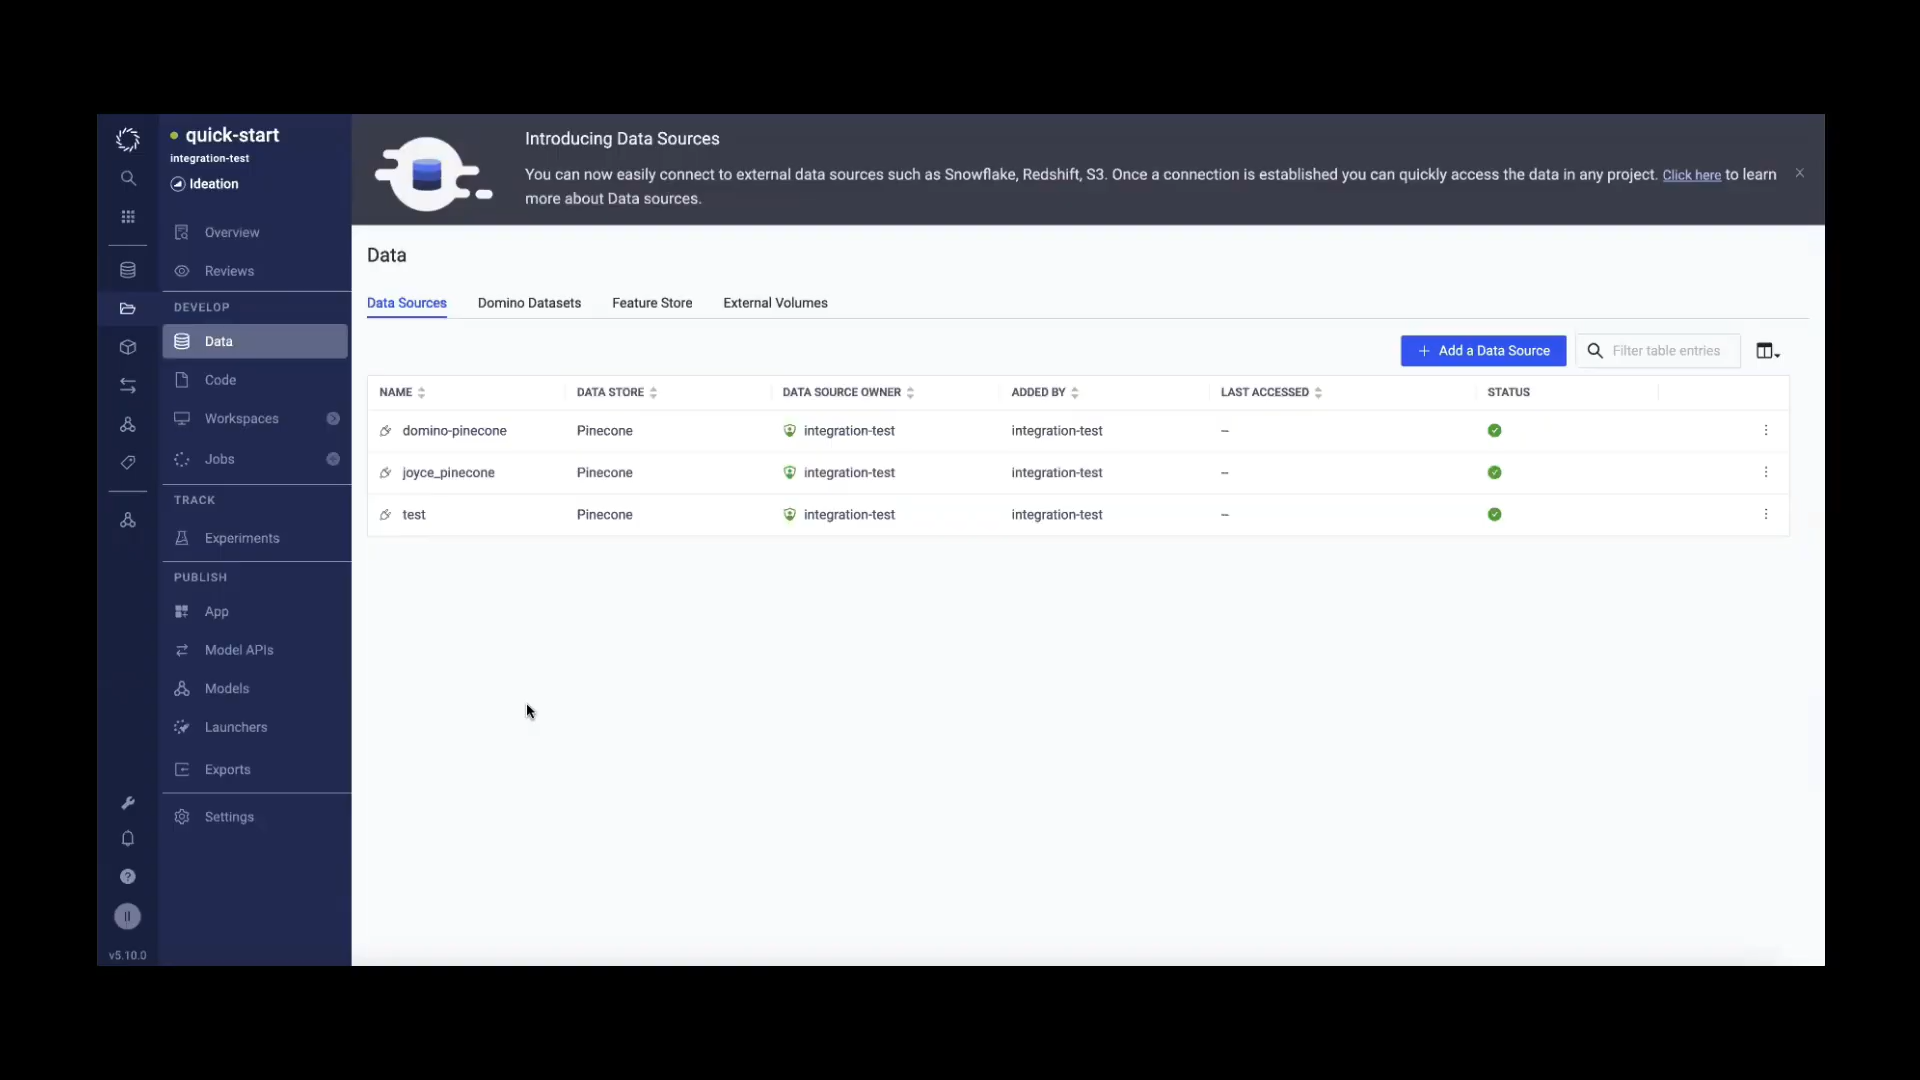 quick-start
integration-test
Ideation
Overview
Reviews
DEVELOP
Data
Code
Workspaces
Jobs
TRACK
Experiments
PUBLISH
App
Model APIs
Models
Launchers
Exports
Settings
v5.10.0
Introducing Data Sources
You can now easily connect to external data sources such as Snowflake, Redshift, S3. Once a connection is established you can quickly access the data in any project. Click here to learn
more about Data sources.
Data
Data Sources Domino Datasets Feature Store External Volumes
+ Add a Data Source Filter table entries
NAME DATA STORE DATA SOURCE OWNER ADDED BY LAST ACCESSED STATUS
domino-pinecone Pinecone integration-test integration-test --
joyce_pinecone Pinecone integration-test integration-test --
test Pinecone integration-test integration-test --